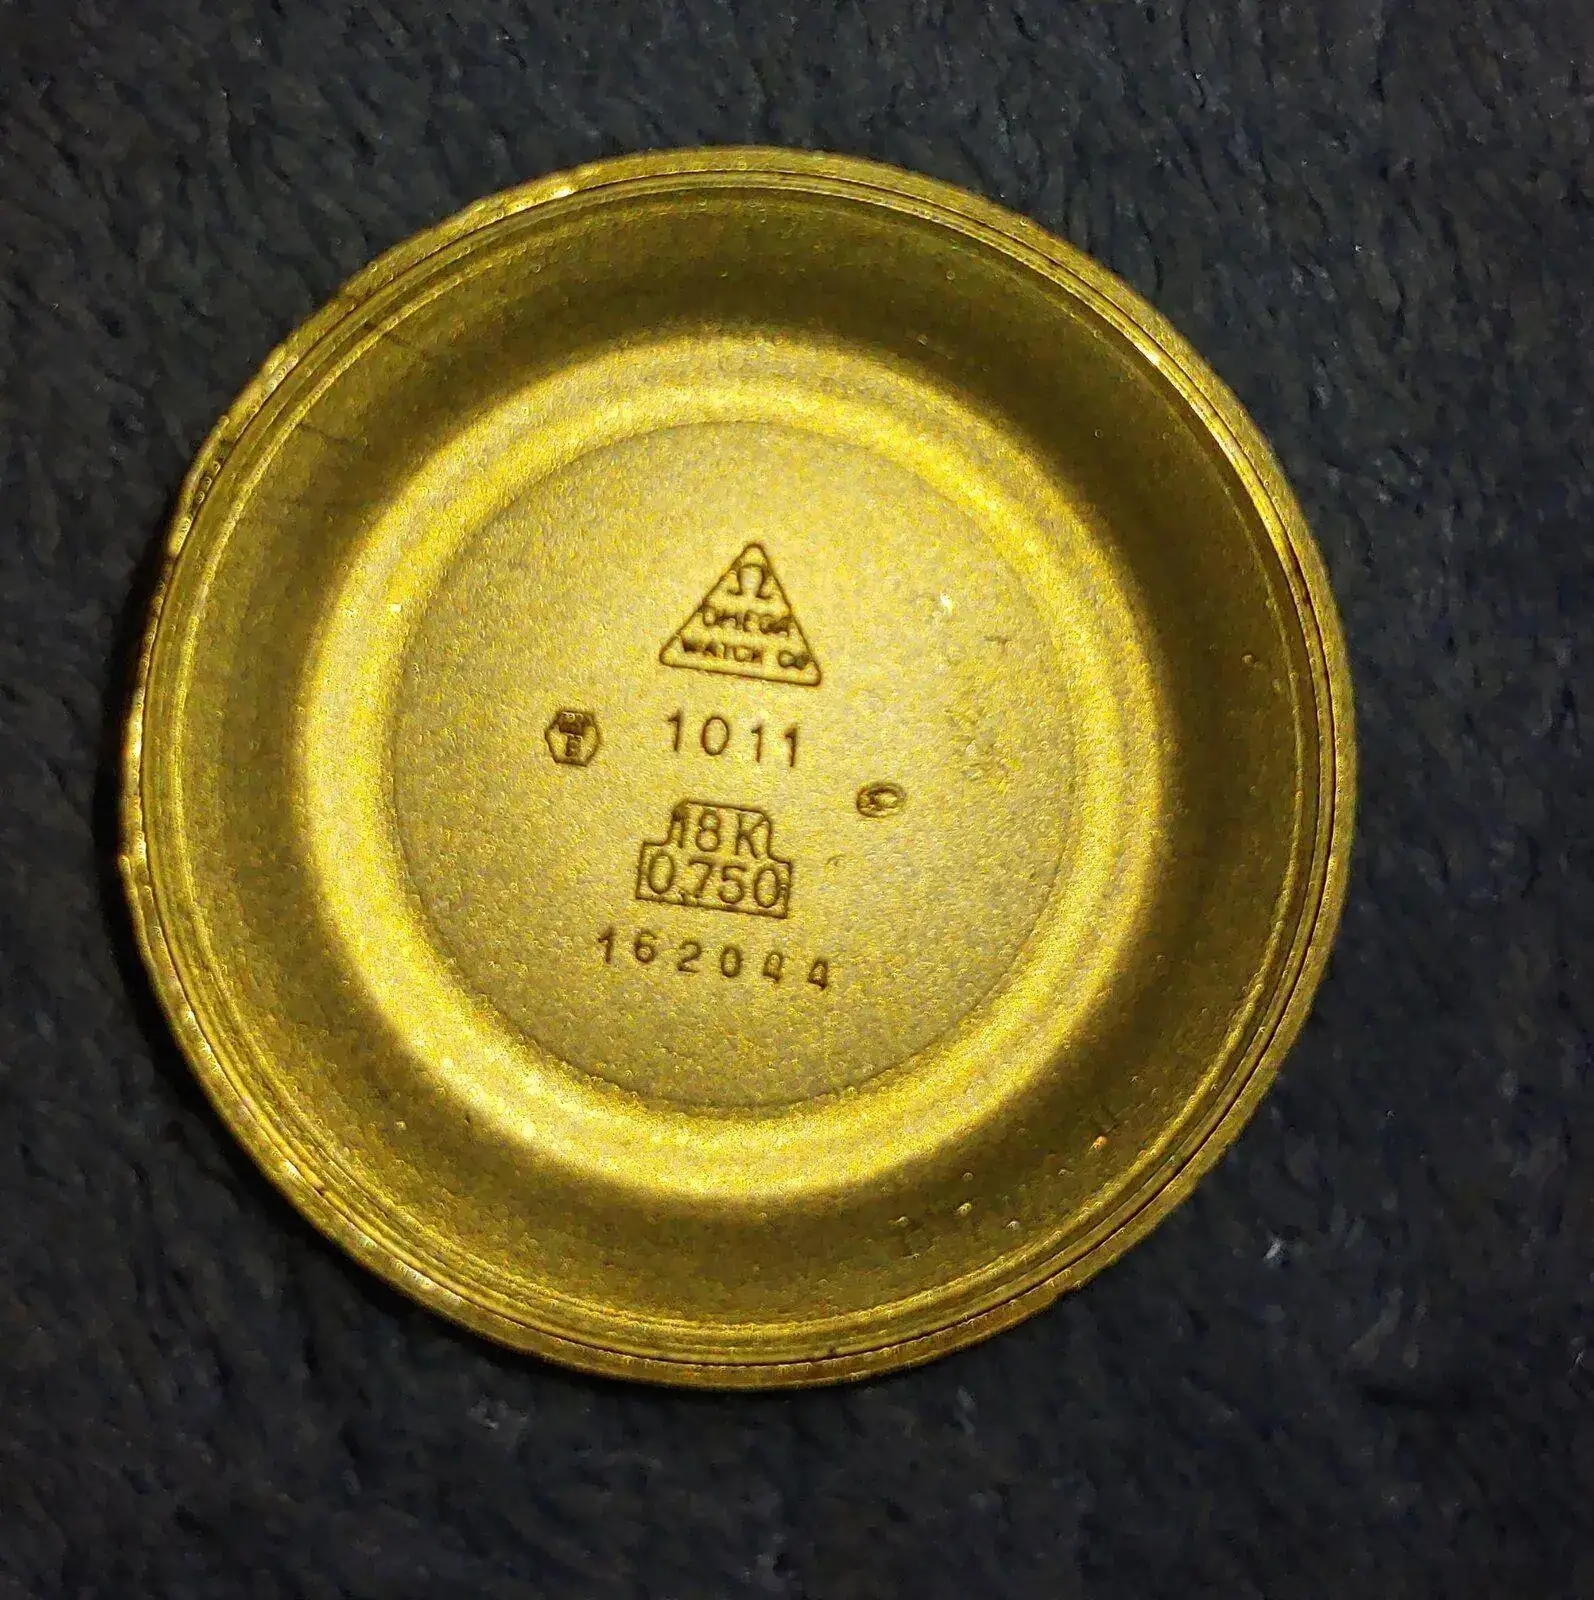 Ω
OMEGA
WATCH Co
1011
18K
0.750
162044